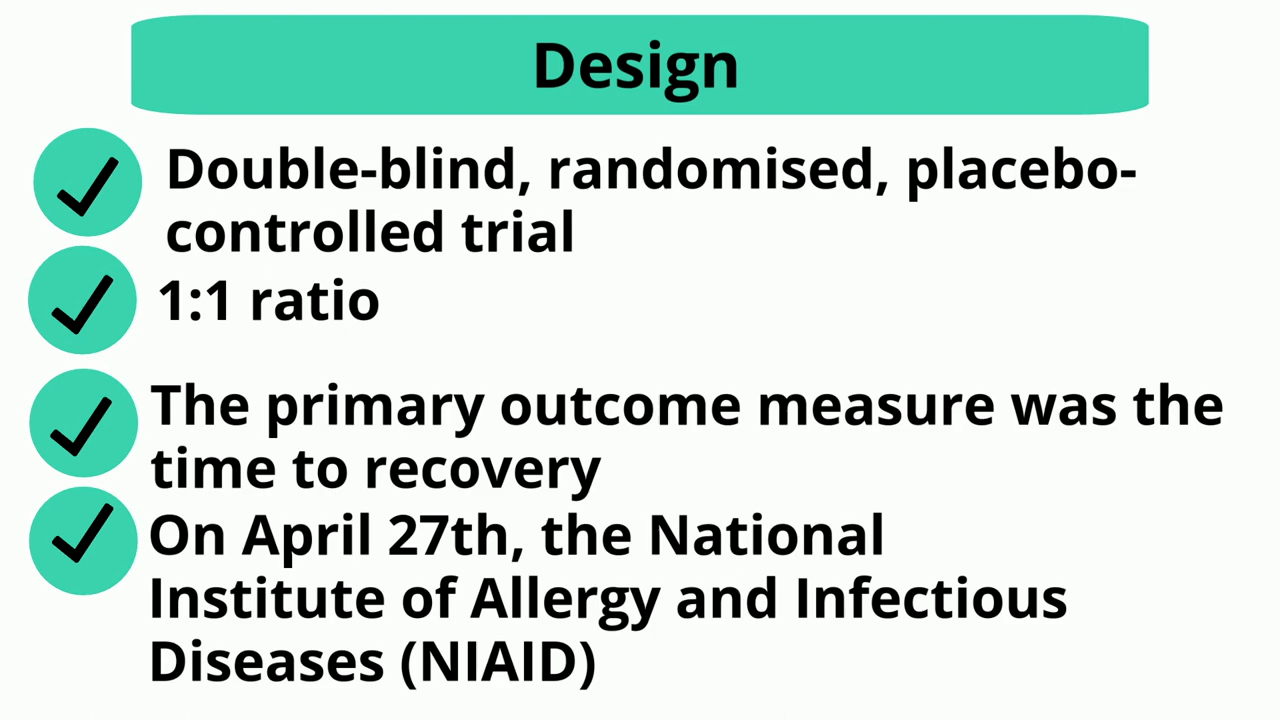 Design
Double-blind, randomised, placebo-
controlled trial
1:1 ratio
The primary outcome measure was the
time to recovery
On April 27th, the National
Institute of Allergy and Infectious
Diseases (NIAID)